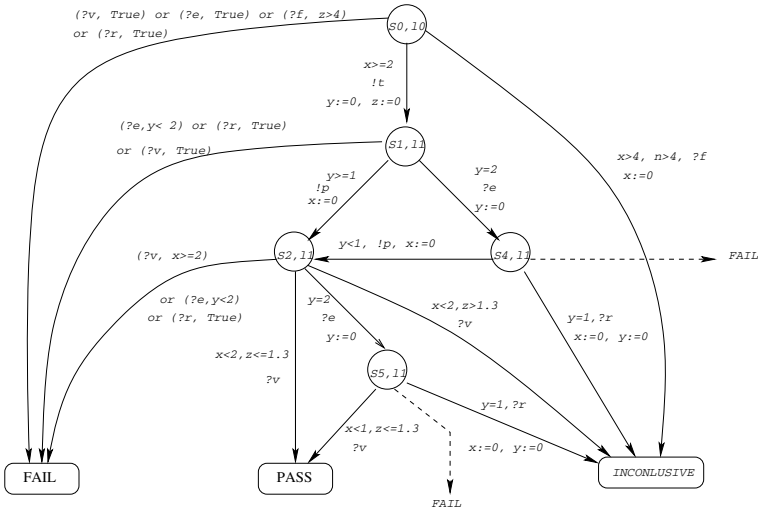 (?v, True) or (?e, True) or (?f, z>4)
or (?r, True)
S0,l0
x>=2
!t
y:=0, z:=0
(?e,y< 2) or (?r, True)
or (?v, True)
S1,l1
x>4, n>4, ?f
x:=0
y>=1
!p
x:=0
y=2
?e
y:=0
(?v, x>=2)
S2,l1
y<1, !p, x:=0
S4,l1
FAIL
or (?e,y<2)
or (?r, True)
y=2
?e
y:=0
x<2,z>1.3
?v
y=1,?r
x:=0, y:=0
x<2,z<=1.3
?v
S5,l1
y=1,?r
x<1,z<=1.3
?v
x:=0, y:=0
FAIL
PASS
INCONLUSIVE
FAIL